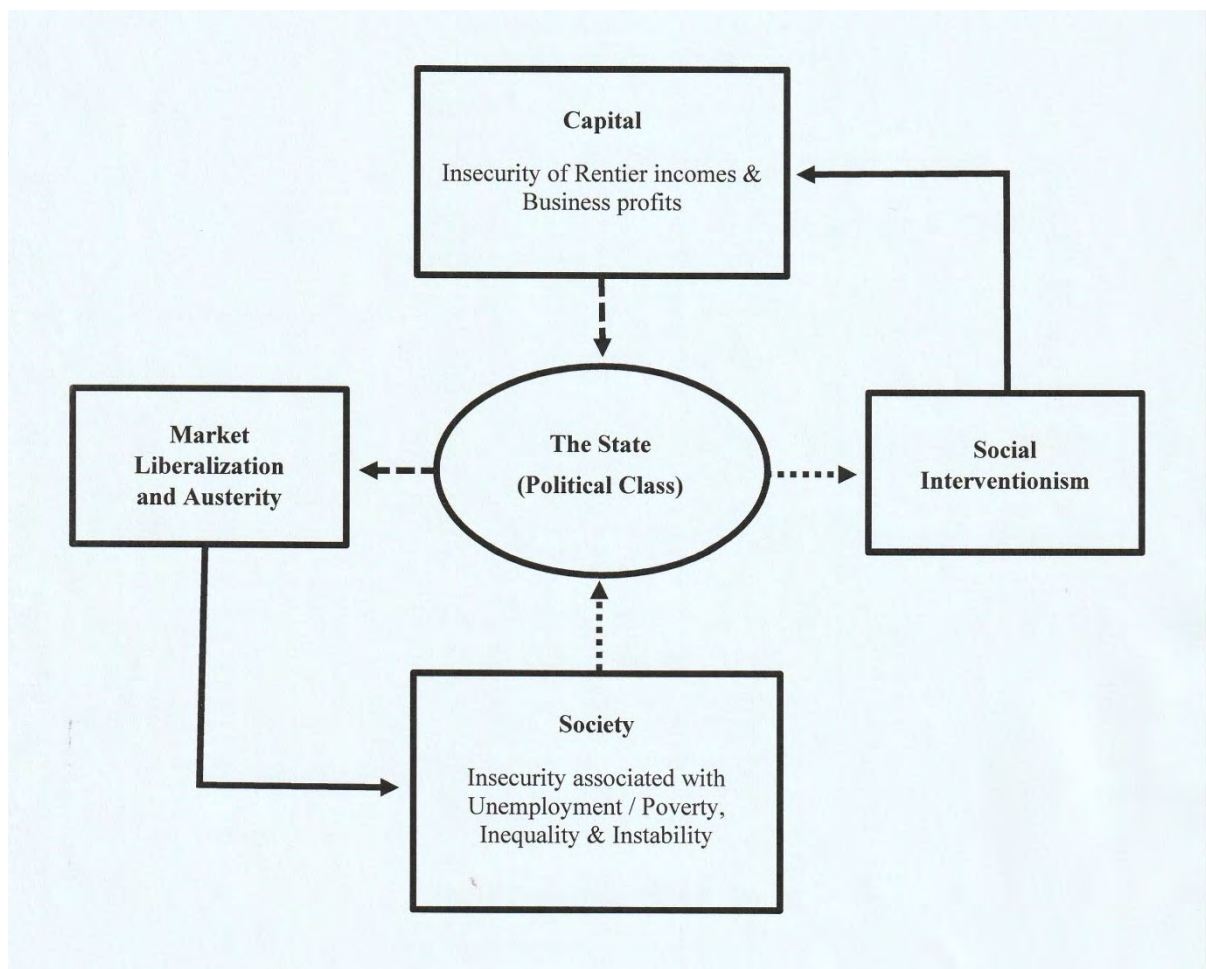 Capital
Insecurity of Rentier incomes &
Business profits
Market
Liberalization
and Austerity
The State
(Political Class)
Social
Interventionism
Society
Insecurity associated with
Unemployment / Poverty,
Inequality & Instability